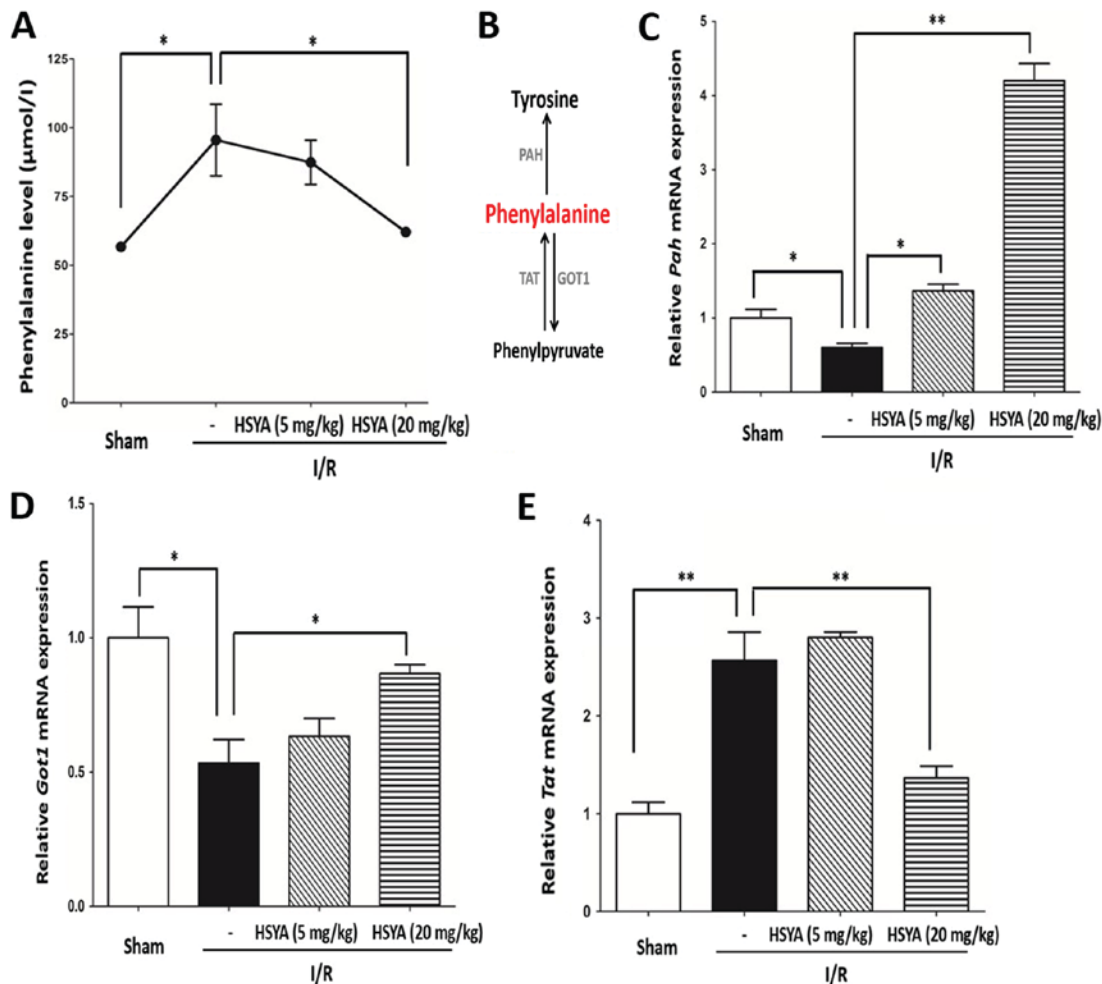 A
Phenylalanine level (μmol/l)
125
100
75
50
25
0
*
*
Sham
-
HSYA (5 mg/kg)
HSYA (20 mg/kg)
I/R
B
Tyrosine
PAH
Phenylalanine
TAT
GOT1
Phenylpyruvate
C
Relative Pah mRNA expression
5
4
3
2
1
0
*
*
**
Sham
-
HSYA (5 mg/kg)
HSYA (20 mg/kg)
I/R
D
Relative Got1 mRNA expression
1.5
1.0
0.5
0.0
*
*
Sham
-
HSYA (5 mg/kg)
HSYA (20 mg/kg)
I/R
E
Relative Tat mRNA expression
4
3
2
1
0
**
**
Sham
-
HSYA (5 mg/kg)
HSYA (20 mg/kg)
I/R